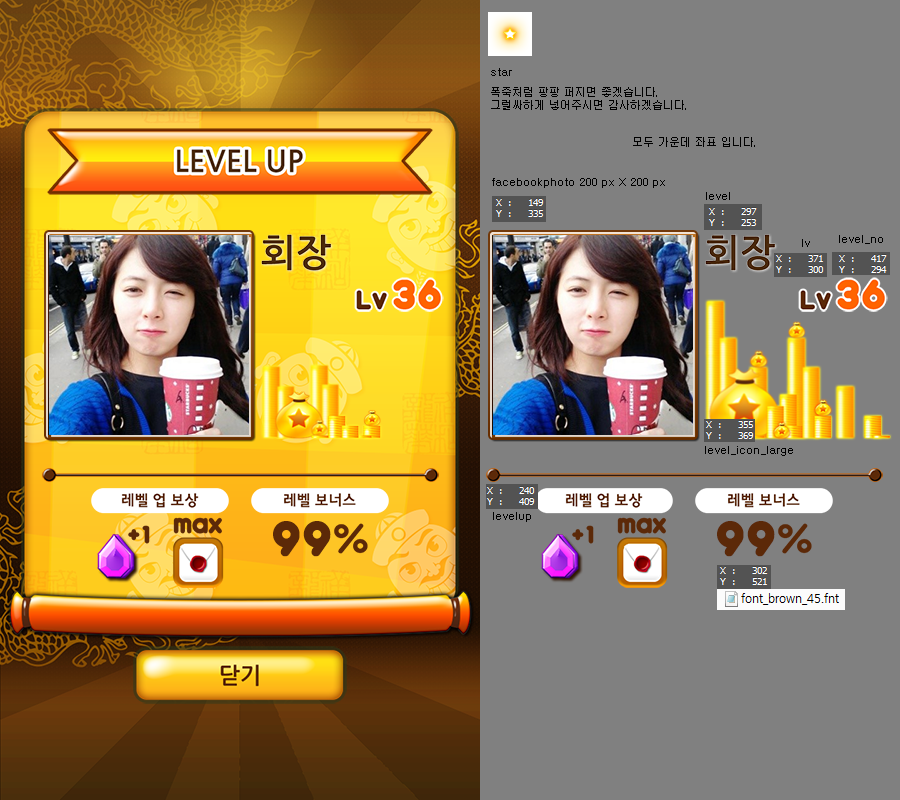 LEVEL UP
회장
Lv 36
레벨 업 보상
레벨 보너스
+1
max
99%
닫기
star
폭죽처럼 팡팡 퍼지면 좋겠습니다.
그럴싸하게 넣어주시면 감사하겠습니다.
모두 가운데 좌표 입니다.
facebookphoto 200 px X 200 px
X : 149
Y : 335
level
X : 297
Y : 253
회장
lv
X : 371
Y : 300
level_no
X : 417
Y : 294
Lv 36
X : 355
Y : 369
level_icon_large
X : 240
Y : 409
levelup
레벨 업 보상
레벨 보너스
+1
max
99%
X : 302
Y : 521
font_brown_45.fnt